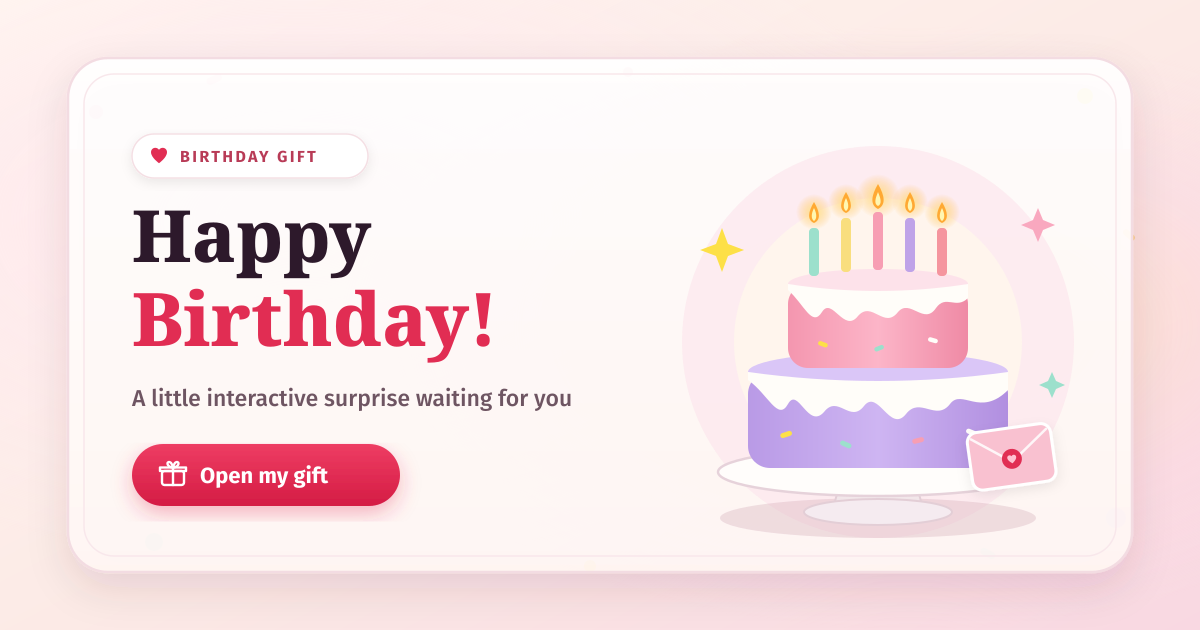 BIRTHDAY GIFT
Happy
Birthday!
A little interactive surprise waiting for you
Open my gift